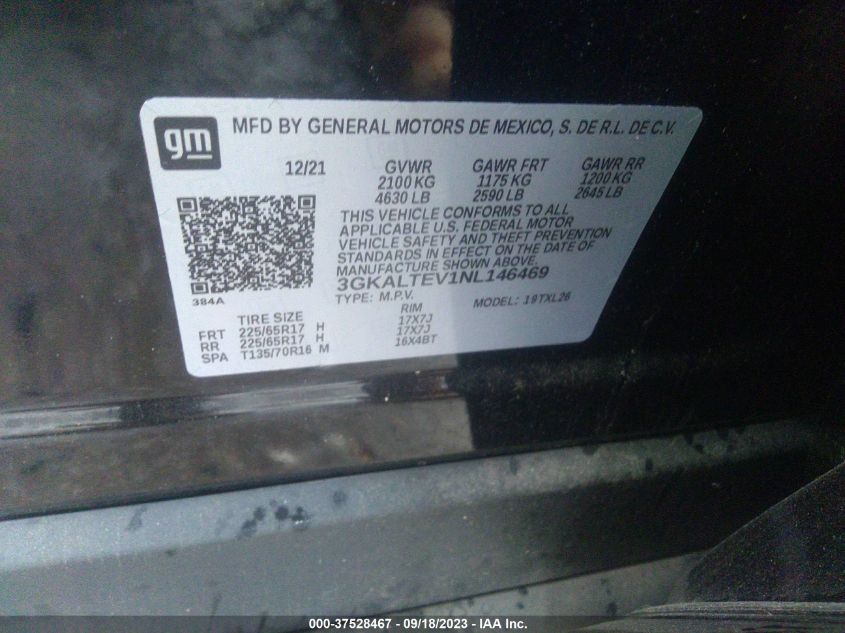 gm
MFD BY GENERAL MOTORS DE MEXICO, S. DE R.L. DE C.V.
12/21 GVWR GAWR FRT GAWR RR
2100 KG 1175 KG 1200 KG
4630 LB 2590 LB 2645 LB
THIS VEHICLE CONFORMS TO ALL
APPLICABLE U.S. FEDERAL MOTOR
VEHICLE SAFETY AND THEFT PREVENTION
STANDARDS IN EFFECT ON THE DATE OF
MANUFACTURE SHOWN ABOVE.
3GKALTEV1NL146469
384A TYPE: M.P.V. MODEL: 19TXL26
TIRE SIZE RIM
FRT 225/65R17 H 17X7J
RR 225/65R17 H 17X7J
SPA T135/70R16 M 16X4BT
000-37528467 - 09/18/2023 - IAA Inc.